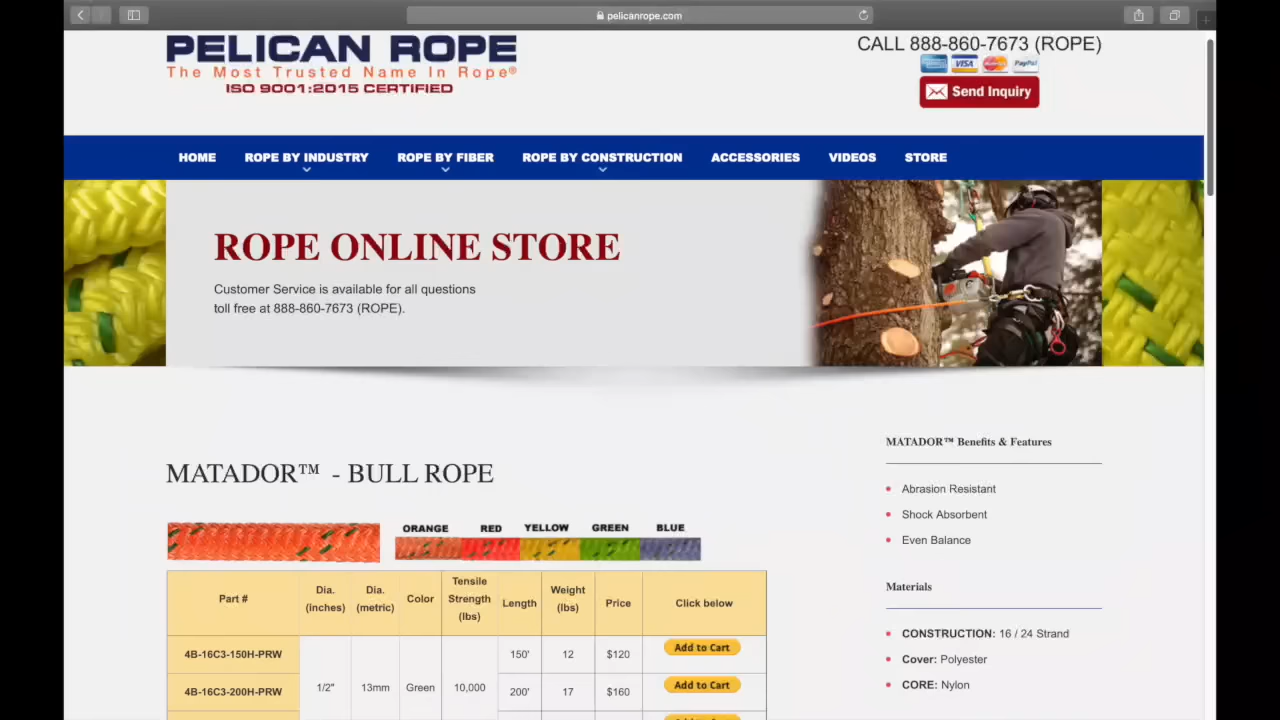 pelicanrope.com
PELICAN ROPE
The Most Trusted Name In Rope®
ISO 9001:2015 CERTIFIED
CALL 888-860-7673 (ROPE)
VISA
PayPal
Send Inquiry
HOME
ROPE BY INDUSTRY
ROPE BY FIBER
ROPE BY CONSTRUCTION
ACCESSORIES
VIDEOS
STORE
ROPE ONLINE STORE
Customer Service is available for all questions
toll free at 888-860-7673 (ROPE).
MATADOR™ - BULL ROPE
ORANGE RED YELLOW GREEN BLUE
Part # Dia. (inches) Dia. (metric) Color Tensile Strength (lbs) Length Weight (lbs) Price Click below
4B-16C3-150H-PRW 150' 12 $120 Add to Cart
1/2" 13mm Green 10,000
4B-16C3-200H-PRW 200' 17 $160 Add to Cart
MATADOR™ Benefits & Features
Abrasion Resistant
Shock Absorbent
Even Balance
Materials
CONSTRUCTION: 16 / 24 Strand
Cover: Polyester
CORE: Nylon